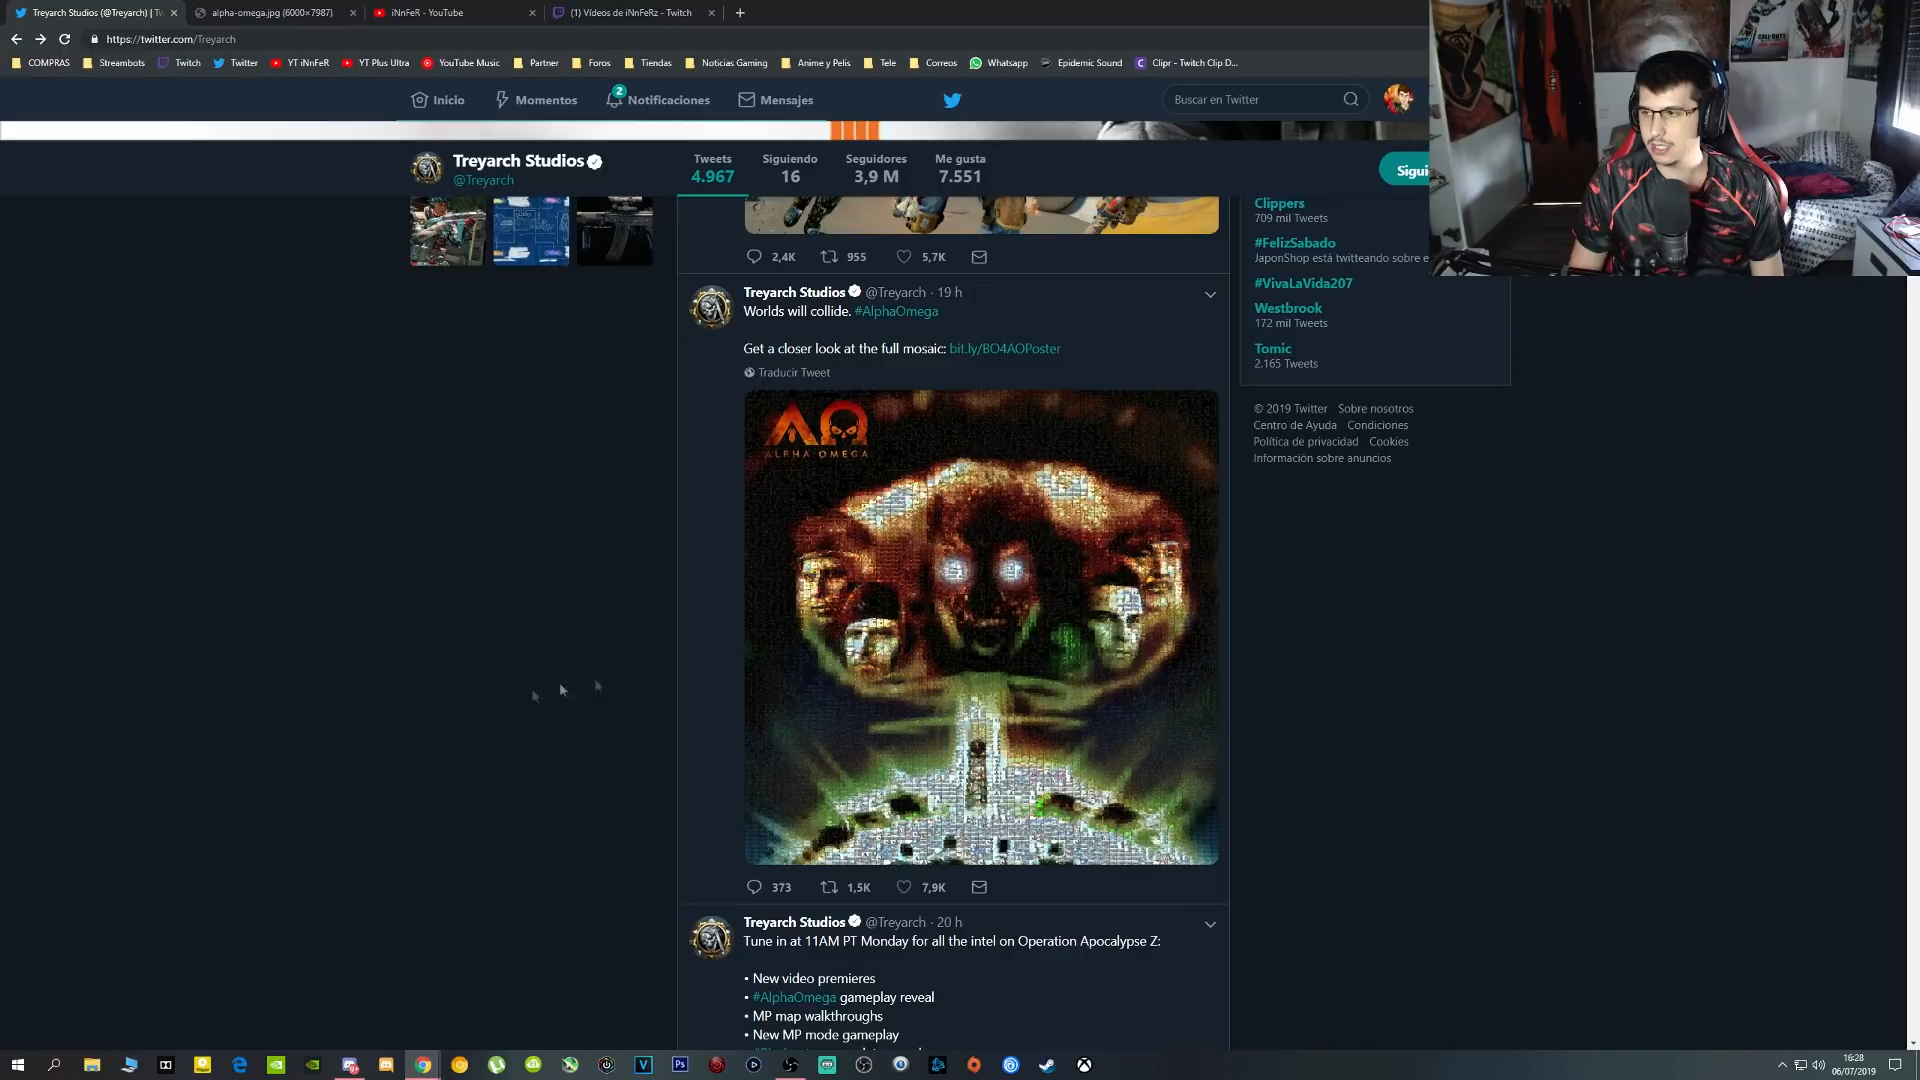 Treyarch Studios (@Treyarch) | Tw
alpha-omega.jpg (6000×7987)
iNnFeR - YouTube
(1) Vídeos de iNnFeRz - Twitch
https://twitter.com/Treyarch
COMPRAS
Streambots
Twitch
Twitter
YT iNnFeR
YT Plus Ultra
YouTube Music
Partner
Foros
Tiendas
Noticias Gaming
Anime y Pelis
Tele
Correos
Whatsapp
Epidemic Sound
Clipr - Twitch Clip D...
Inicio
Momentos
2
Notificaciones
Mensajes
Buscar en Twitter
Treyarch Studios
@Treyarch
Tweets
4.967
Siguiendo
16
Seguidores
3,9 M
Me gusta
7.551
Sigui
2,4K
955
5,7K
Treyarch Studios @Treyarch · 19 h
Worlds will collide. #AlphaOmega
Get a closer look at the full mosaic: bit.ly/BO4AOPoster
Traducir Tweet
ALPHA OMEGA
373
1,5K
7,9K
Treyarch Studios @Treyarch · 20 h
Tune in at 11AM PT Monday for all the intel on Operation Apocalypse Z:
• New video premieres
• #AlphaOmega gameplay reveal
• MP map walkthroughs
• New MP mode gameplay
Clippers
709 mil Tweets
#FelizSabado
JaponShop está twitteando sobre e
#VivaLaVida207
Westbrook
172 mil Tweets
Tomic
2.165 Tweets
© 2019 Twitter Sobre nosotros
Centro de Ayuda Condiciones
Política de privacidad Cookies
Información sobre anuncios
16:28
06/07/2019